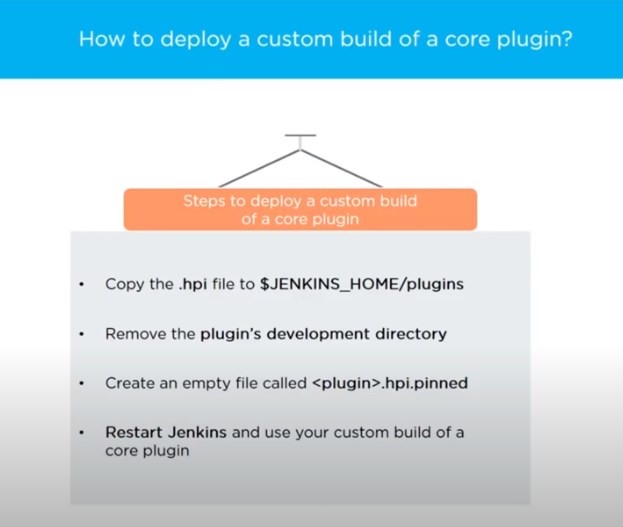 How to deploy a custom build of a core plugin?
Steps to deploy a custom build
of a core plugin
• Copy the .hpi file to $JENKINS_HOME/plugins
• Remove the plugin's development directory
• Create an empty file called <plugin>.hpi.pinned
• Restart Jenkins and use your custom build of a
core plugin